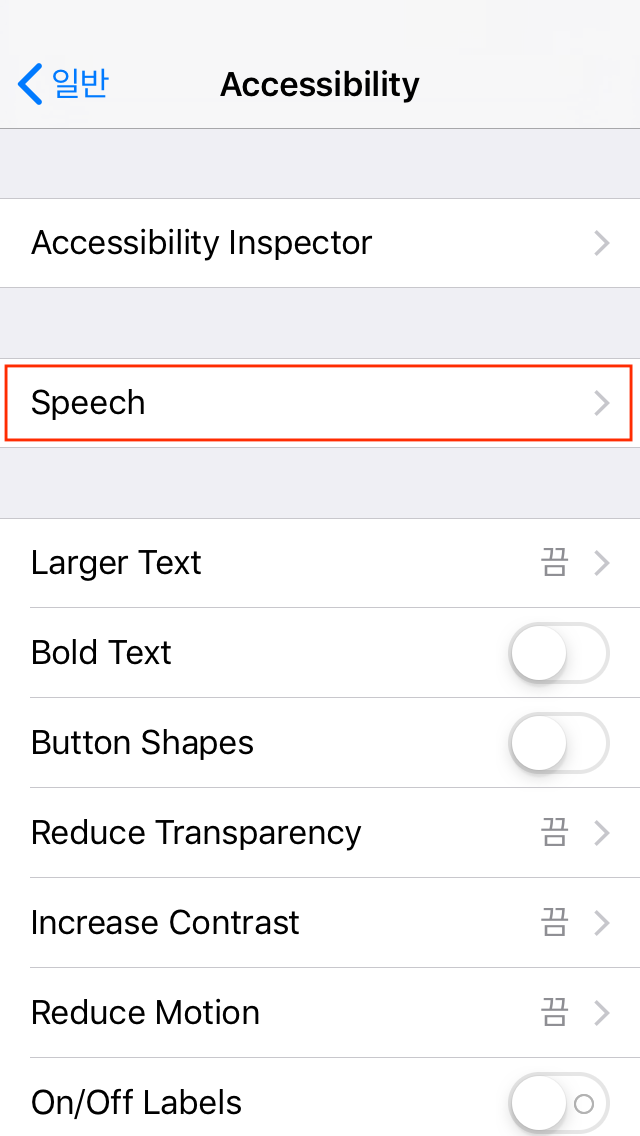 일반 Accessibility
Accessibility Inspector
Speech
Larger Text 끔
Bold Text
Button Shapes
Reduce Transparency 끔
Increase Contrast 끔
Reduce Motion 끔
On/Off Labels